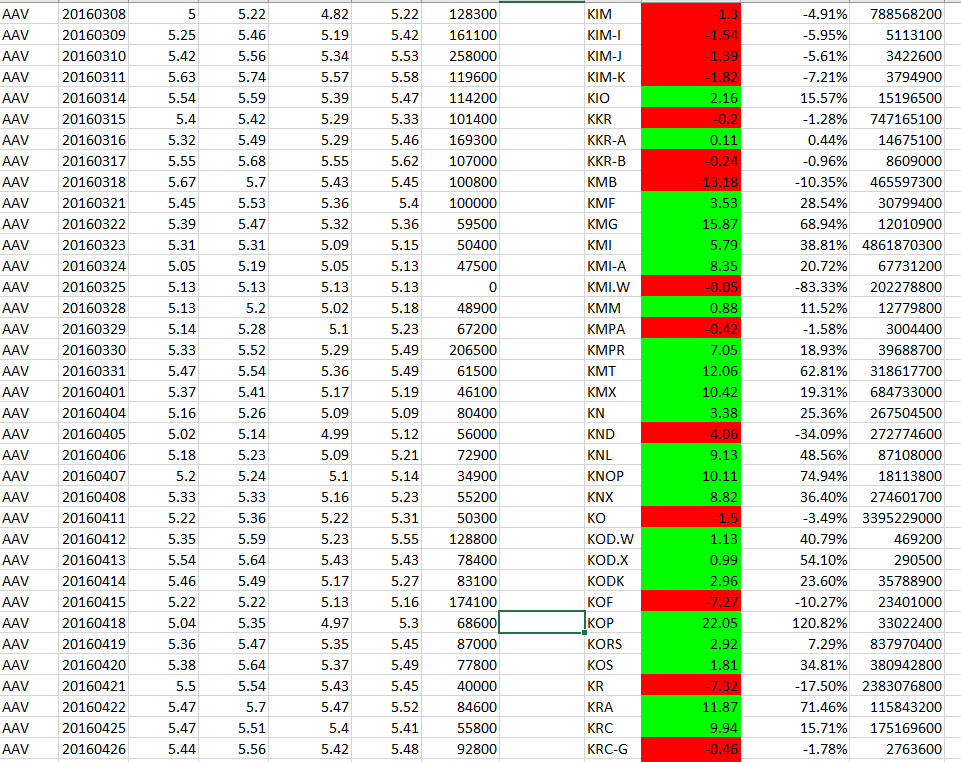 AAV 20160308 5 5.22 4.82 5.22 128300 KIM -1.3 -4.91% 788568200
AAV 20160309 5.25 5.46 5.19 5.42 161100 KIM-I -1.54 -5.95% 5113100
AAV 20160310 5.42 5.56 5.34 5.53 258000 KIM-J -1.39 -5.61% 3422600
AAV 20160311 5.63 5.74 5.57 5.58 119600 KIM-K -1.82 -7.21% 3794900
AAV 20160314 5.54 5.59 5.39 5.47 114200 KIO 2.16 15.57% 15196500
AAV 20160315 5.4 5.42 5.29 5.33 101400 KKR -0.2 -1.28% 747165100
AAV 20160316 5.32 5.49 5.29 5.46 169300 KKR-A 0.11 0.44% 14675100
AAV 20160317 5.55 5.68 5.55 5.62 107000 KKR-B -0.24 -0.96% 8609000
AAV 20160318 5.67 5.7 5.43 5.45 100800 KMB -13.18 -10.35% 465597300
AAV 20160321 5.45 5.53 5.36 5.4 100000 KMF 3.53 28.54% 30799400
AAV 20160322 5.39 5.47 5.32 5.36 59500 KMG 15.87 68.94% 12010900
AAV 20160323 5.31 5.31 5.09 5.15 50400 KMI 5.79 38.81% 4861870300
AAV 20160324 5.05 5.19 5.05 5.13 47500 KMI-A 8.35 20.72% 67731200
AAV 20160325 5.13 5.13 5.13 5.13 0 KMI.W -0.05 -83.33% 202278800
AAV 20160328 5.13 5.2 5.02 5.18 48900 KMM 0.88 11.52% 12779800
AAV 20160329 5.14 5.28 5.1 5.23 67200 KMPA -0.42 -1.58% 3004400
AAV 20160330 5.33 5.52 5.29 5.49 206500 KMPR 7.05 18.93% 39688700
AAV 20160331 5.47 5.54 5.36 5.49 61500 KMT 12.06 62.81% 318617700
AAV 20160401 5.37 5.41 5.17 5.19 46100 KMX 10.42 19.31% 684733000
AAV 20160404 5.16 5.26 5.09 5.09 80400 KN 3.38 25.36% 267504500
AAV 20160405 5.02 5.14 4.99 5.12 56000 KND -4.06 -34.09% 272774600
AAV 20160406 5.18 5.23 5.09 5.21 72900 KNL 9.13 48.56% 87108000
AAV 20160407 5.2 5.24 5.1 5.14 34900 KNOP 10.11 74.94% 18113800
AAV 20160408 5.33 5.33 5.16 5.23 55200 KNX 8.82 36.40% 274601700
AAV 20160411 5.22 5.36 5.22 5.31 50300 KO -1.5 -3.49% 3395229000
AAV 20160412 5.35 5.59 5.23 5.55 128800 KOD.W 1.13 40.79% 469200
AAV 20160413 5.54 5.64 5.43 5.43 78400 KOD.X 0.99 54.10% 290500
AAV 20160414 5.46 5.49 5.17 5.27 83100 KODK 2.96 23.60% 35788900
AAV 20160415 5.22 5.22 5.13 5.16 174100 KOF -7.27 -10.27% 23401000
AAV 20160418 5.04 5.35 4.97 5.3 68600 KOP 22.05 120.82% 33022400
AAV 20160419 5.36 5.47 5.35 5.45 87000 KORS 2.92 7.29% 837970400
AAV 20160420 5.38 5.64 5.37 5.49 77800 KOS 1.81 34.81% 380942800
AAV 20160421 5.5 5.54 5.43 5.45 40000 KR -7.32 -17.50% 2383076800
AAV 20160422 5.47 5.7 5.47 5.52 84600 KRA 11.87 71.46% 115843200
AAV 20160425 5.47 5.51 5.4 5.41 55800 KRC 9.94 15.71% 175169600
AAV 20160426 5.44 5.56 5.42 5.48 92800 KRC-G -0.46 -1.78% 2763600